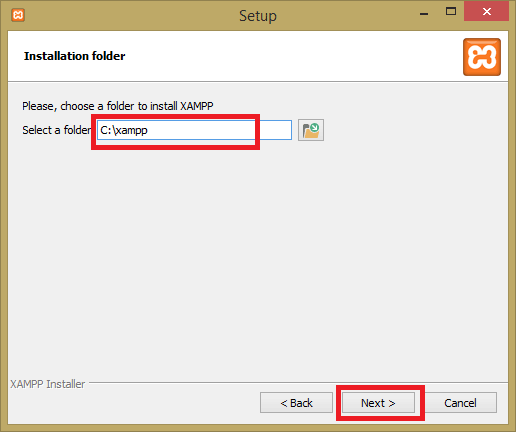 Setup
Installation folder
Please, choose a folder to install XAMPP
Select a folder C:\xampp
XAMPP Installer
< Back Next > Cancel